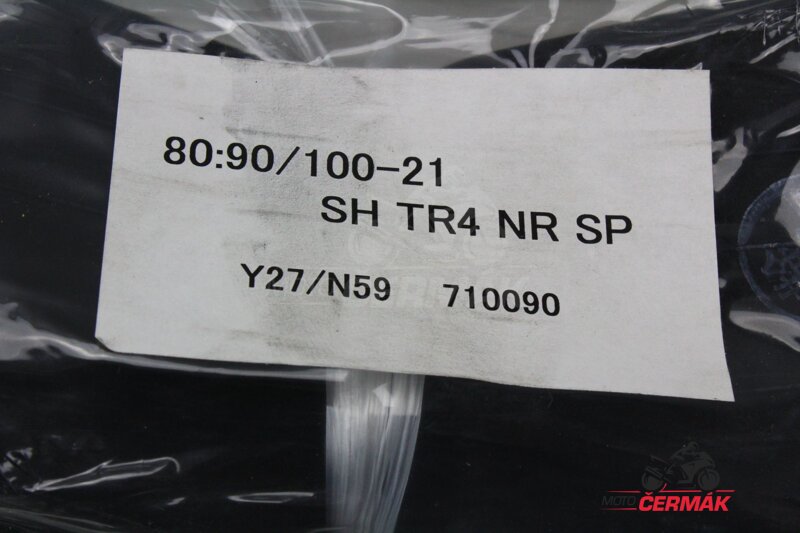 80:90/100-21
SH TR4 NR SP
Y27/N59 710090
MOTO
ČERMÁK